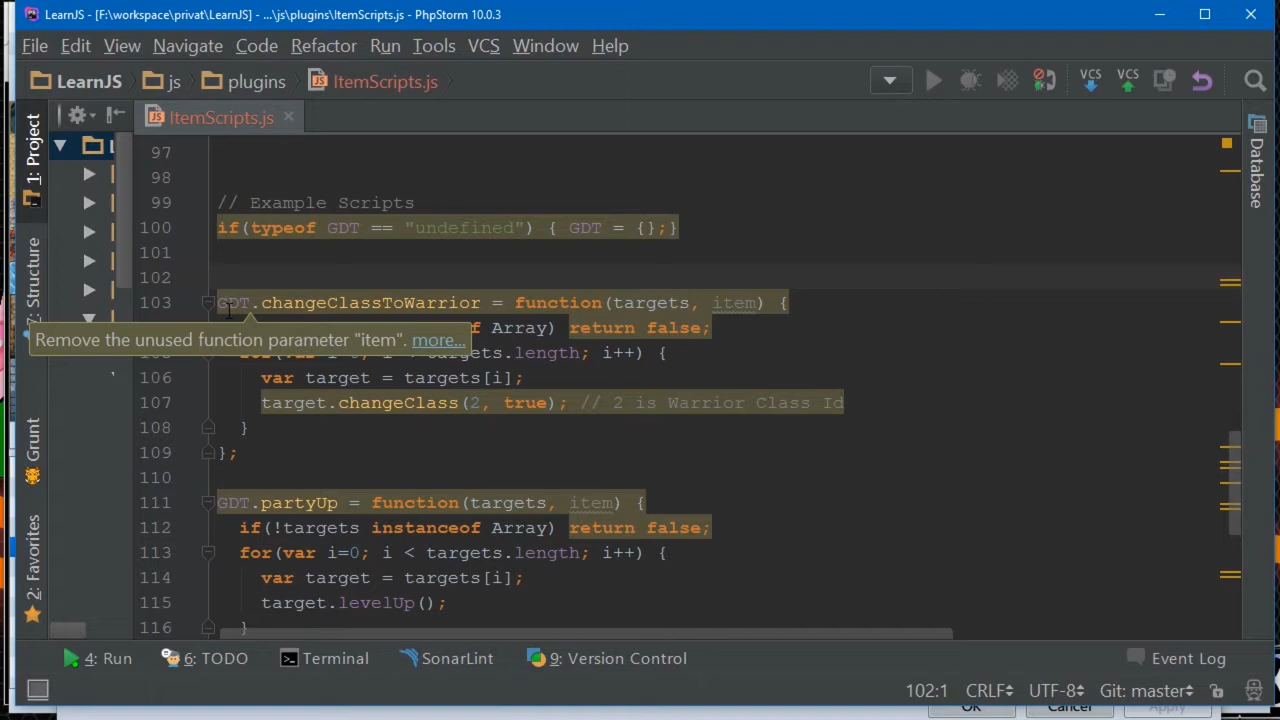 LearnJS - [F:\workspace\privat\LearnJS] - ...\js\plugins\ItemScripts.js - PhpStorm 10.0.3
File Edit View Navigate Code Refactor Run Tools VCS Window Help
LearnJS js plugins ItemScripts.js VCS VCS
ItemScripts.js
1: Project
Structure
Grunt
2: Favorites
Database
97
98
99 // Example Scripts
100 if(typeof GDT == "undefined") { GDT = {};}
101
102
103 GDT.changeClassToWarrior = function(targets, item) {
f Array) return false;
Remove the unused function parameter "item". more...
targets.length; i++) {
106 var target = targets[i];
107 target.changeClass(2, true); // 2 is Warrior Class Id
108 }
109 };
110
111 GDT.partyUp = function(targets, item) {
112 if(!targets instanceof Array) return false;
113 for(var i=0; i < targets.length; i++) {
114 var target = targets[i];
115 target.levelUp();
116 }
4: Run 6: TODO Terminal SonarLint 9: Version Control Event Log
102:1 CRLF UTF-8 Git: master
OK Cancel Apply